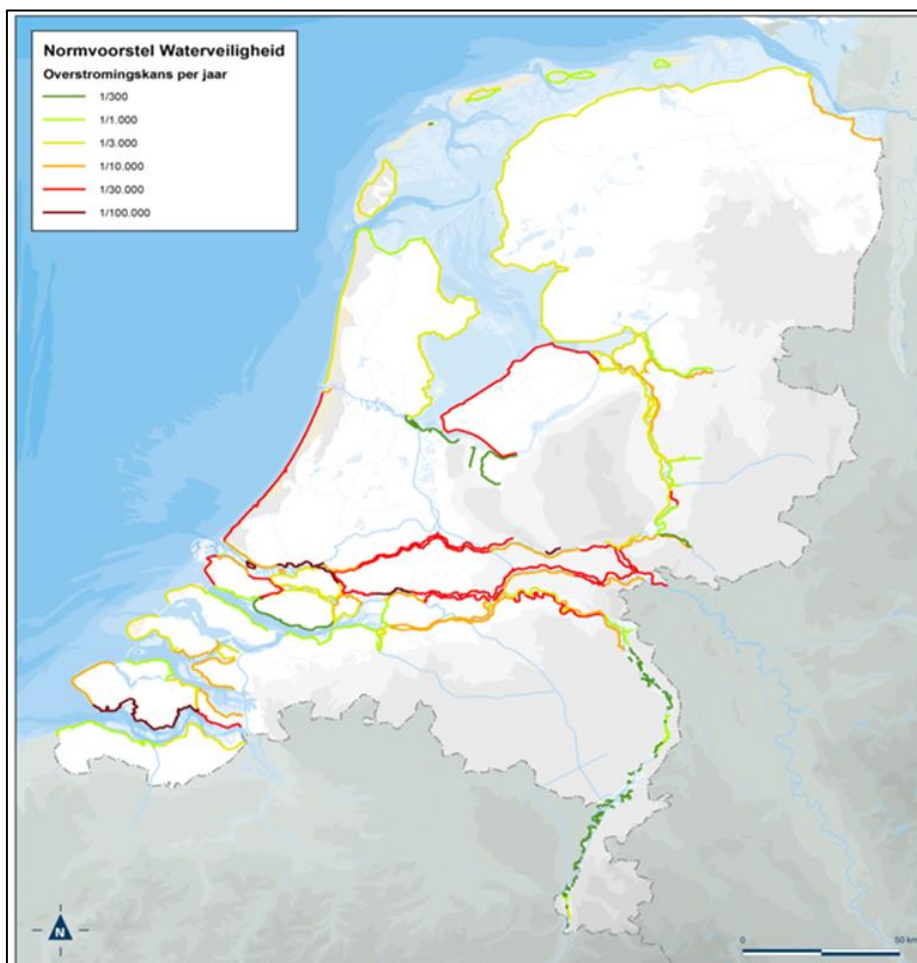 Normvoorstel Waterveiligheid
Overstromingskans per jaar
1/300
1/1.000
1/3.000
1/10.000
1/30.000
1/100.000
N
0 50 km